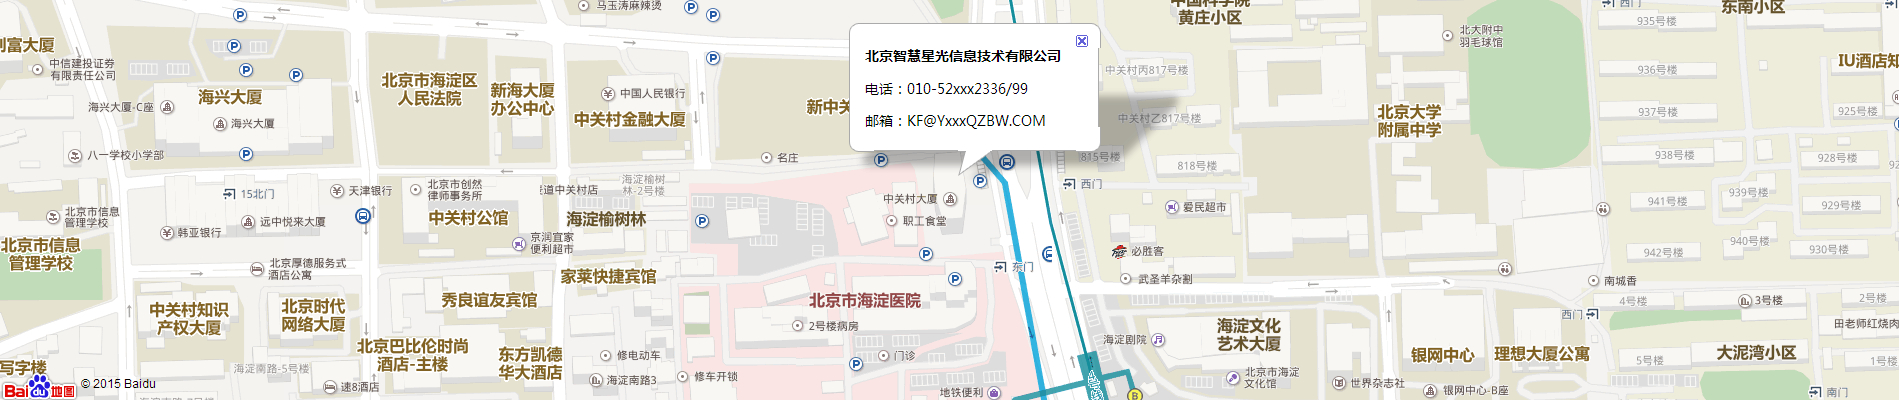 马玉涛麻辣烫
中国科学院
黄庄小区
西门
东南小区
935号楼
北大附中
羽毛球馆
利富大厦
中信建投证券
有限责任公司
北京市海淀区
人民法院
新海大厦
办公中心
海兴大厦
海兴大厦-C座
海兴大厦
中国人民银行
中关村金融大厦
新中关
北京智慧星光信息技术有限公司
电话：010-52xxx2336/99
邮箱：KF@YxxxQZBW.COM
中关村丙817号楼
中关村乙817号楼
815号楼
818号楼
北京大学
附属中学
936号楼
937号楼
938号楼
IU酒店知
925号楼
928号楼
939号楼
941号楼
929号楼
940号楼
942号楼
930号楼
八一学校小学部
名庄
15北门
天津银行
北京市创然
律师事务所
中关村公馆
海淀榆树
林-2号楼
道中关村店
海淀榆树林
北京市信息
管理学校
远中悦来大厦
韩亚银行
北京市信息
管理学校
京润宜家
便利超市
中关村大厦
职工食堂
西门
爱民超市
必胜客
武圣羊杂割
东门
北京厚德服务式
酒店公寓
家莱快捷宾馆
秀良谊友宾馆
中关村知识
产权大厦
北京时代
网络大厦
北京市海淀医院
2号楼病房
门诊
南城香
4号楼
3号楼
2号楼
西门
田老师红烧肉
海淀剧院
海淀文化
艺术大厦
银网中心
理想大厦公寓
5号楼
大泥湾小区
1号楼
北京巴比伦时尚
酒店-主楼
东方凯德
华大酒店
修电动车
海淀南路3
修车开锁
写字楼
海淀南路-5号楼
速8酒店
北京市海淀
文化馆
世界杂志社
银网中心-B座
南门
地铁便利
B
Bai du 地图
© 2015 Baidu